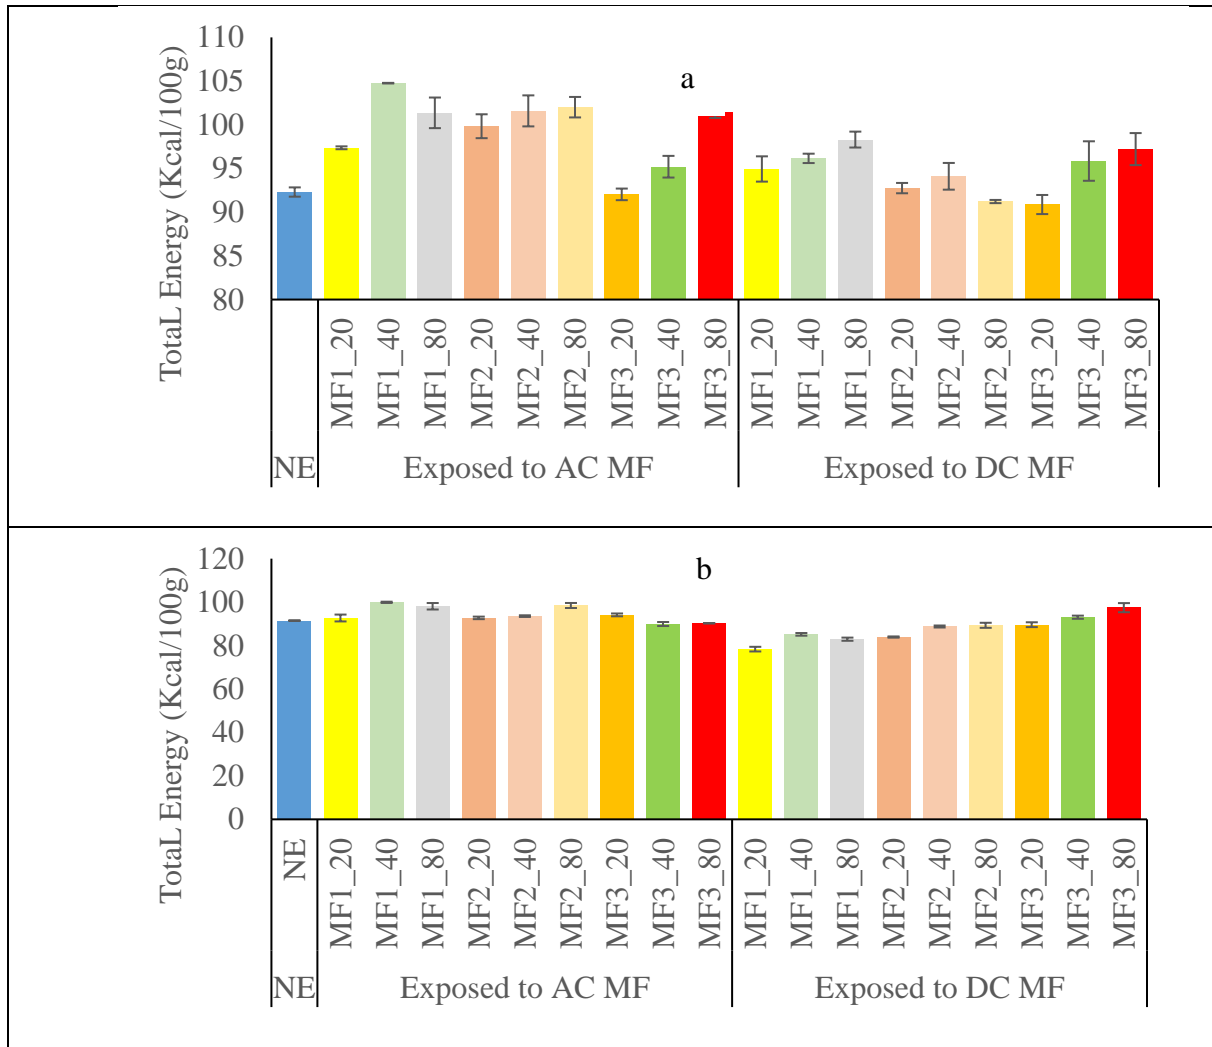 a
TotaL Energy (Kcal/100g)
110
105
100
95
90
85
80
MF1_20
MF1_40
MF1_80
MF2_20
MF2_40
MF2_80
MF3_20
MF3_40
MF3_80
MF1_20
MF1_40
MF1_80
MF2_20
MF2_40
MF2_80
MF3_20
MF3_40
MF3_80
NE
Exposed to AC MF
Exposed to DC MF
b
TotaL Energy (Kcal/100g)
120
100
80
60
40
20
0
NE
MF1_20
MF1_40
MF1_80
MF2_20
MF2_40
MF2_80
MF3_20
MF3_40
MF3_80
MF1_20
MF1_40
MF1_80
MF2_20
MF2_40
MF2_80
MF3_20
MF3_40
MF3_80
NE
Exposed to AC MF
Exposed to DC MF